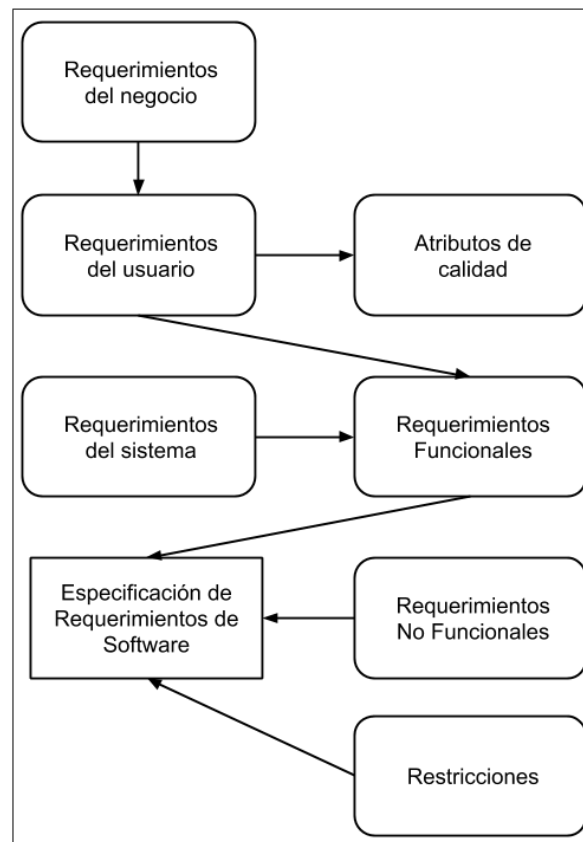 Requerimientos
del negocio
Requerimientos
del usuario
Atributos de
calidad
Requerimientos
del sistema
Requerimientos
Funcionales
Especificación de
Requerimientos de
Software
Requerimientos
No Funcionales
Restricciones